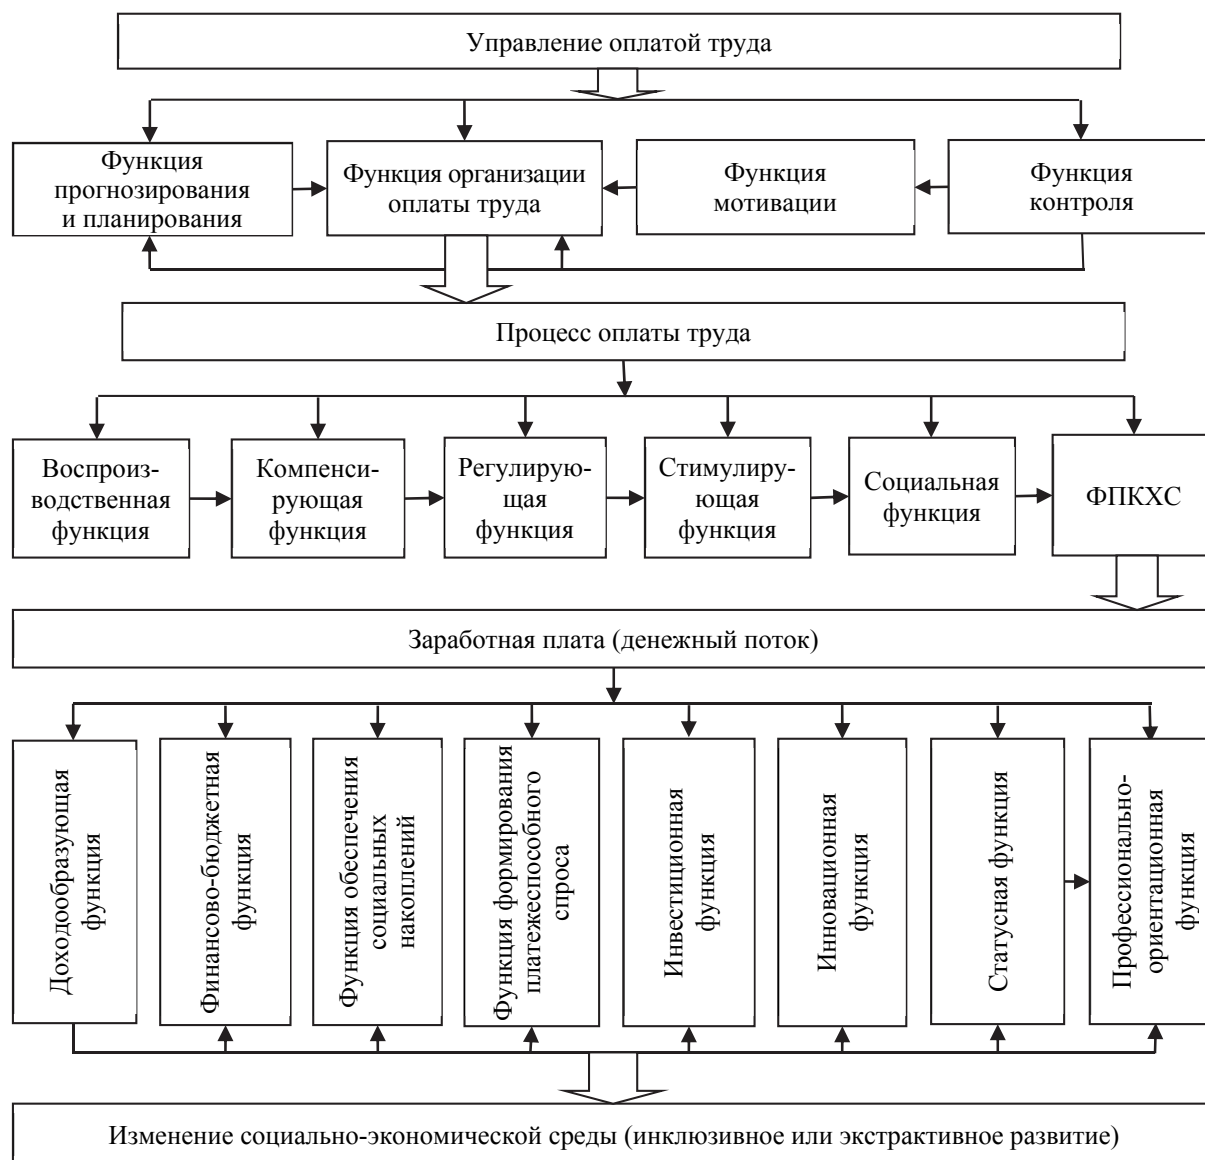 Управление оплатой труда
Функция
прогнозирования
и планирования
Функция организации
оплаты труда
Функция
мотивации
Функция
контроля
Процесс оплаты труда
Воспроиз-
водственная
функция
Компенси-
рующая
функция
Регулирую-
щая
функция
Стимулиру-
ющая
функция
Социальная
функция
ФПКХС
Заработная плата (денежный поток)
Доходообразующая
функция
Финансово-бюджетная
функция
Функция обеспечения
социальных
накоплений
Функция формирования
платежеспособного
спроса
Инвестиционная
функция
Инновационная
функция
Статусная функция
Профессионально-
ориентационная
функция
Изменение социально-экономической среды (инклюзивное или экстрактивное развитие)